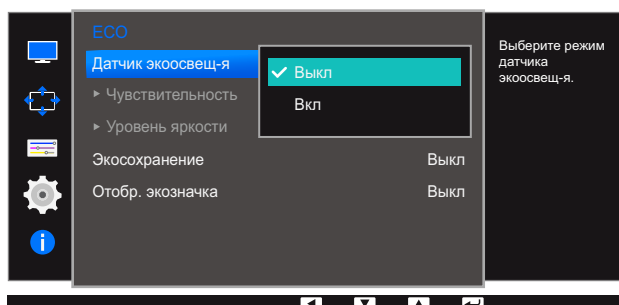 ECO
Датчик экоосвещ-я
Выкл
Вкл
▸ Чувствительность
▸ Уровень яркости
Экосохранение Выкл
Отобр. экозначка Выкл
Выберите режим
датчика
экоосвещ-я.